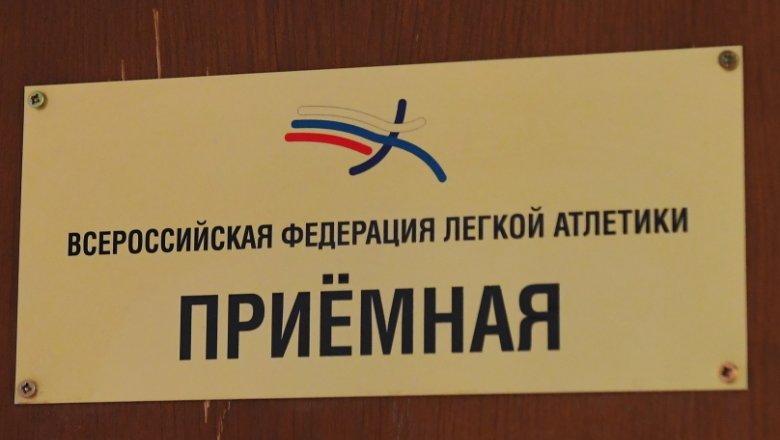 ВСЕРОССИЙСКАЯ ФЕДЕРАЦИЯ ЛЕГКОЙ АТЛЕТИКИ
ПРИЁМНАЯ